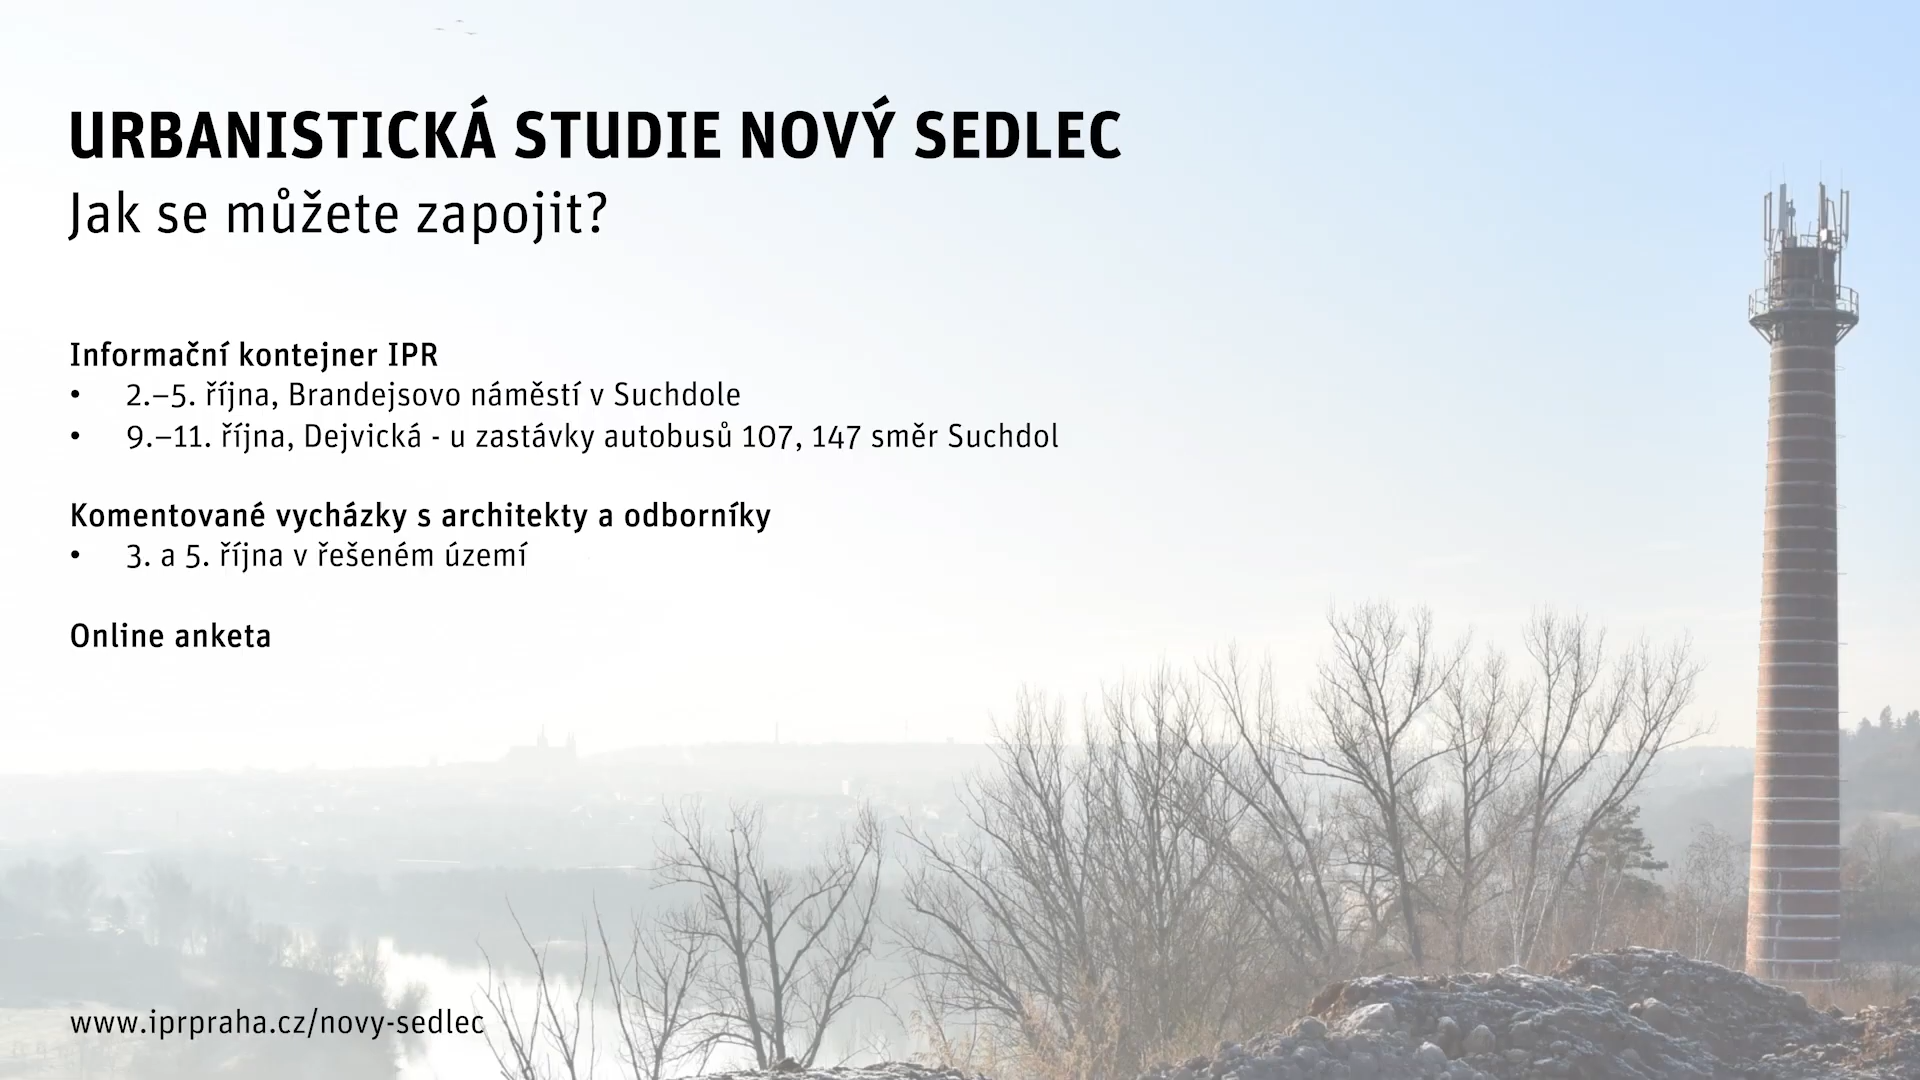 URBANISTICKÁ STUDIE NOVÝ SEDLEC
Jak se můžete zapojit?
Informační kontejner IPR
• 2.–5. října, Brandejsovo náměstí v Suchdole
• 9.–11. října, Dejvická - u zastávky autobusů 107, 147 směr Suchdol
Komentované vycházky s architekty a odborníky
• 3. a 5. října v řešeném území
Online anketa
www.iprpraha.cz/novy-sedlec